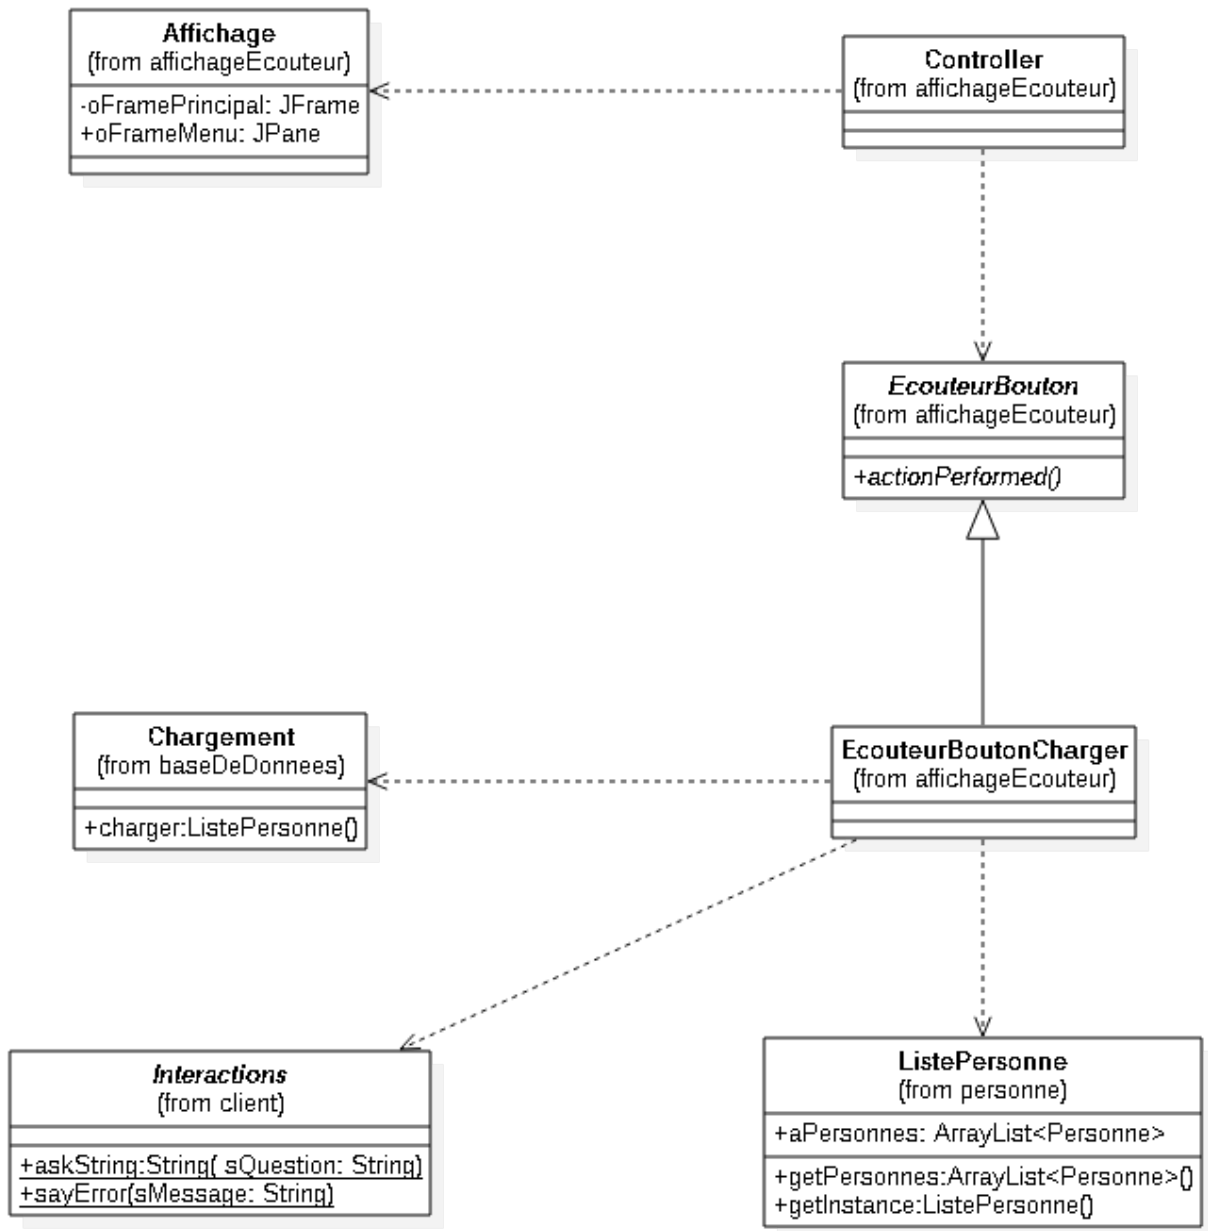 Affichage
(from affichageEcouteur)
-oFramePrincipal: JFrame
+oFrameMenu: JPane
Controller
(from affichageEcouteur)
EcouteurBouton
(from affichageEcouteur)
+actionPerformed()
Chargement
(from baseDeDonnees)
+charger:ListePersonne()
EcouteurBoutonCharger
(from affichageEcouteur)
Interactions
(from client)
+askString:String( sQuestion: String)
+sayError(sMessage: String)
ListePersonne
(from personne)
+aPersonnes: ArrayList<Personne>
+getPersonnes:ArrayList<Personne>()
+getInstance:ListePersonne()